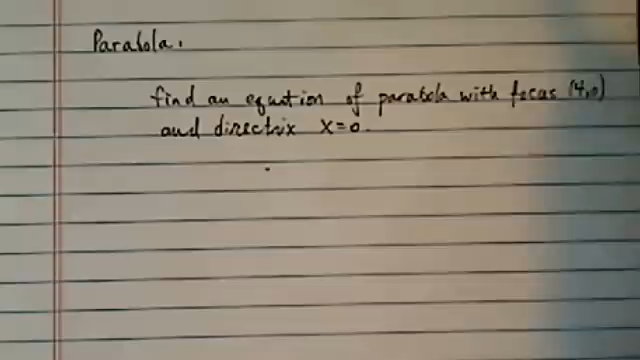 Parabola.
find an equation of parabola with focus (4,0)
and directrix x=0.